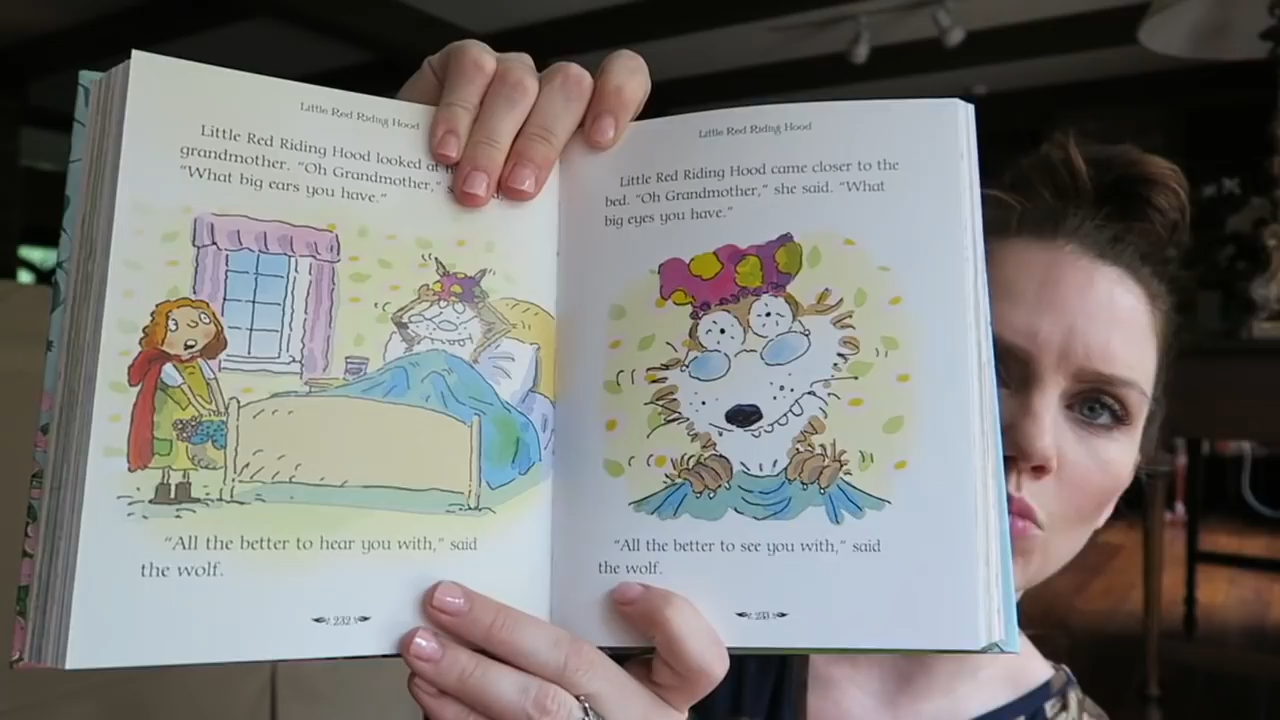 Little Red Riding Hood
Little Red Riding Hood looked at
grandmother. “Oh Grandmother,”
“What big ears you have.”
“All the better to hear you with,” said
the wolf.
232
Little Red Riding Hood
Little Red Riding Hood came closer to the
bed. “Oh Grandmother,” she said. “What
big eyes you have.”
“All the better to see you with,” said
the wolf.
233